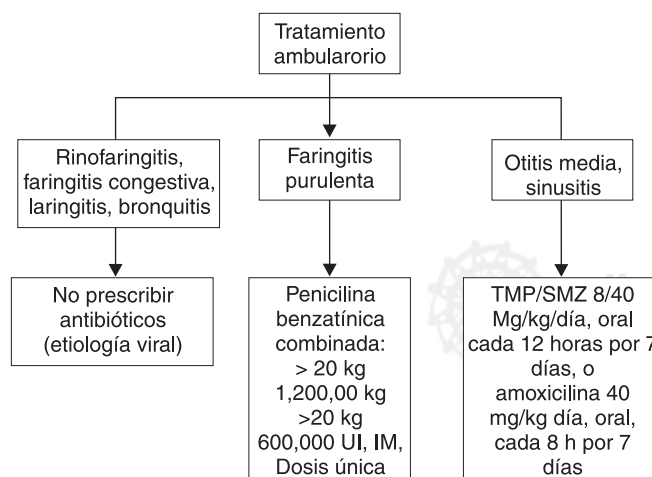 Tratamiento
ambularorio
Rinofaringitis,
faringitis congestiva,
laringitis, bronquitis
Faringitis
purulenta
Otitis media,
sinusitis
No prescribir
antibióticos
(etiología viral)
Penicilina
benzatínica
combinada:
> 20 kg
1,200,00 kg
>20 kg
600,000 UI, IM,
Dosis única
TMP/SMZ 8/40
Mg/kg/día, oral
cada 12 horas por 7
días, o
amoxicilina 40
mg/kg día, oral,
cada 8 h por 7
días